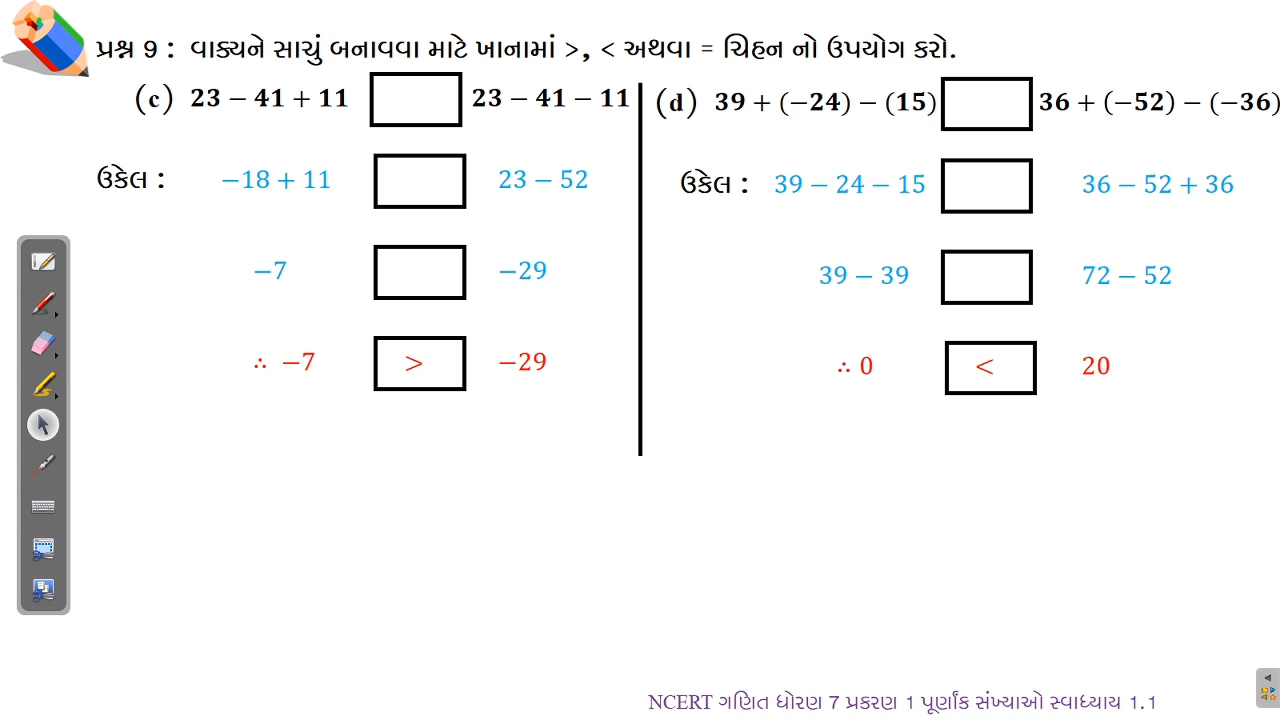 પ્રશ્ન 9 : વાક્યને સાચું બનાવવા માટે ખાનામાં >, < અથવા = ચિહન નો ઉપયોગ કરો.
(c) 23 − 41 + 11 23 − 41 − 11
ઉકેલ : −18 + 11 23 − 52
−7 −29
∴ −7 > −29
(d) 39 + (−24) − (15) 36 + (−52) − (−36)
ઉકેલ : 39 − 24 − 15 36 − 52 + 36
39 − 39 72 − 52
∴ 0 < 20
NCERT ગણિત ધોરણ 7 પ્રકરણ 1 પૂર્ણાંક સંખ્યાઓ સ્વાધ્યાય 1.1